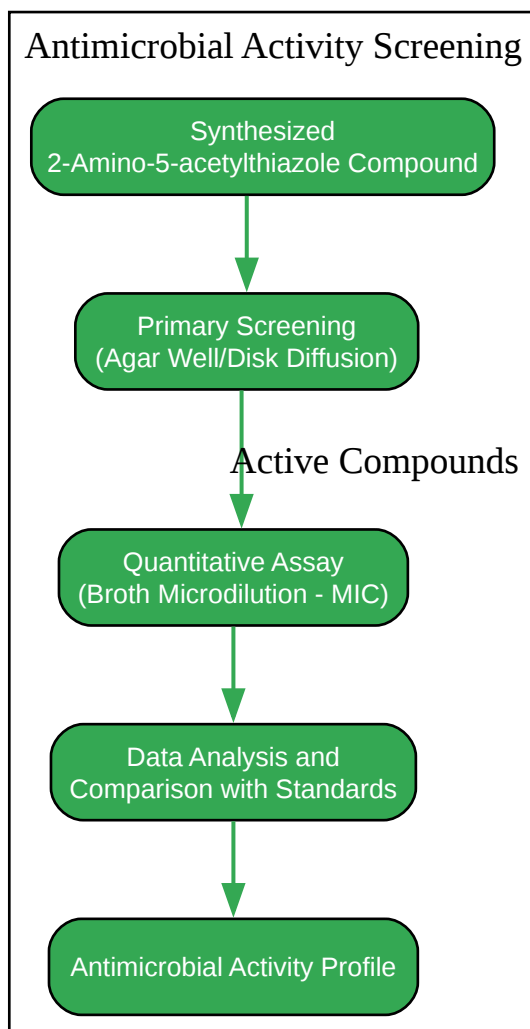 Antimicrobial Activity Screening
Synthesized
2-Amino-5-acetylthiazole Compound
Primary Screening
(Agar Well/Disk Diffusion)
Active Compounds
Quantitative Assay
(Broth Microdilution - MIC)
Data Analysis and
Comparison with Standards
Antimicrobial Activity Profile